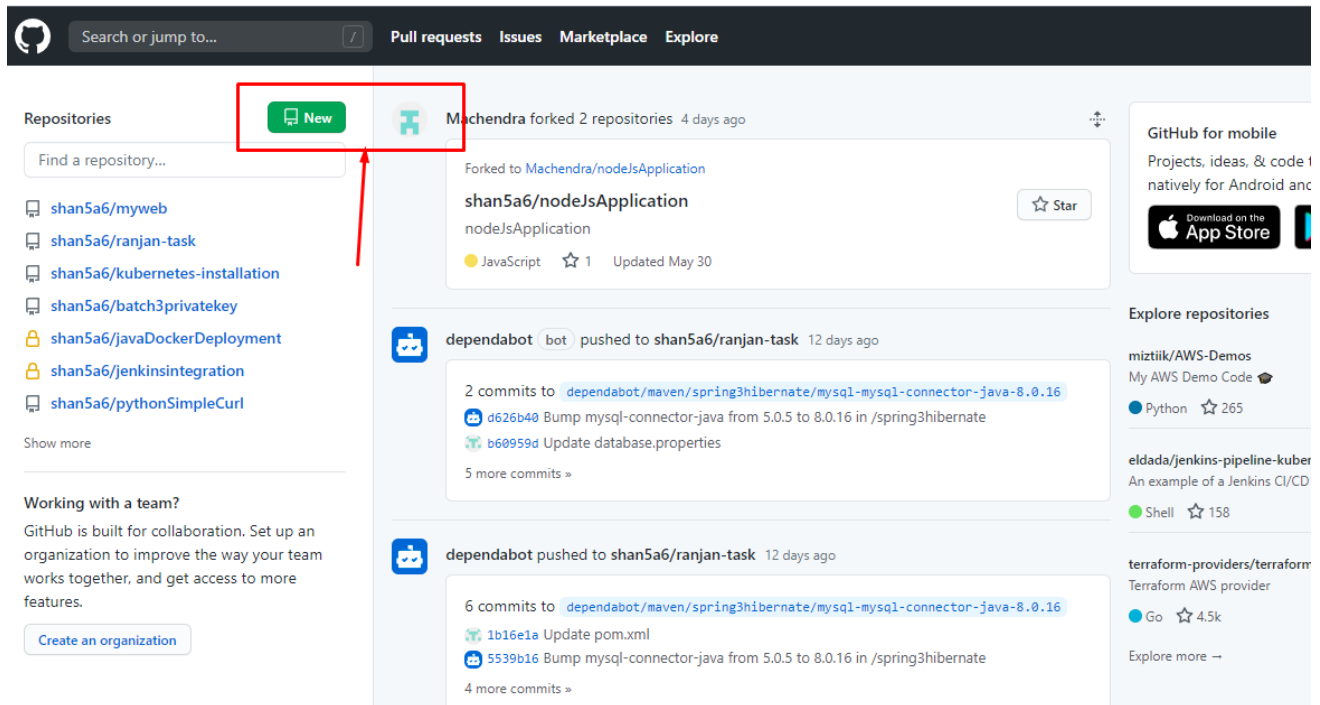 Search or jump to... /
Pull requests Issues Marketplace Explore
Repositories
New
Find a repository...
shan5a6/myweb
shan5a6/ranjan-task
shan5a6/kubernetes-installation
shan5a6/batch3privatekey
shan5a6/javaDockerDeployment
shan5a6/jenkinsintegration
shan5a6/pythonSimpleCurl
Show more
Working with a team?
GitHub is built for collaboration. Set up an
organization to improve the way your team
works together, and get access to more
features.
Create an organization
Machendra forked 2 repositories 4 days ago
Forked to Machendra/nodeJsApplication
shan5a6/nodeJsApplication
Star
nodeJsApplication
JavaScript 1 Updated May 30
dependabot bot pushed to shan5a6/ranjan-task 12 days ago
2 commits to dependabot/maven/spring3hibernate/mysql-mysql-connector-java-8.0.16
d626b40 Bump mysql-connector-java from 5.0.5 to 8.0.16 in /spring3hibernate
b60959d Update database.properties
5 more commits »
dependabot pushed to shan5a6/ranjan-task 12 days ago
6 commits to dependabot/maven/spring3hibernate/mysql-mysql-connector-java-8.0.16
1b16e1a Update pom.xml
5539b16 Bump mysql-connector-java from 5.0.5 to 8.0.16 in /spring3hibernate
4 more commits »
GitHub for mobile
Projects, ideas, & code
natively for Android and
Download on the
App Store
Explore repositories
miztiik/AWS-Demos
My AWS Demo Code 🎓
Python 265
eldada/jenkins-pipeline-kuber
An example of a Jenkins CI/CD
Shell 158
terraform-providers/terraform
Terraform AWS provider
Go 4.5k
Explore more →